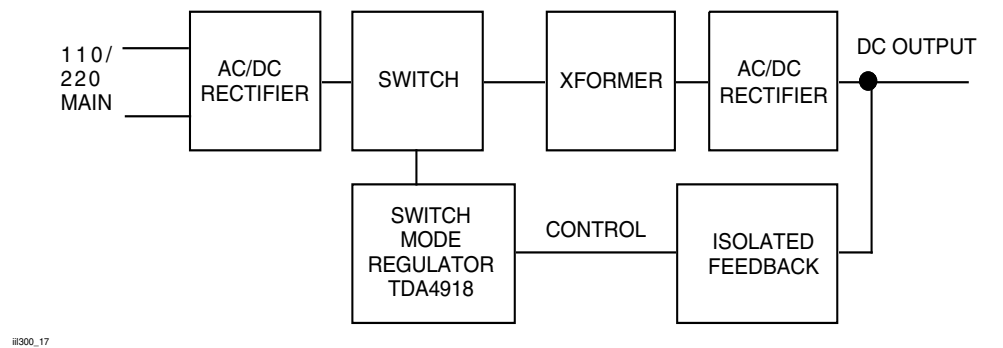 110/
220
MAIN
AC/DC
RECTIFIER
SWITCH
XFORMER
AC/DC
RECTIFIER
DC OUTPUT
SWITCH
MODE
REGULATOR
TDA4918
CONTROL
ISOLATED
FEEDBACK
iil300_17